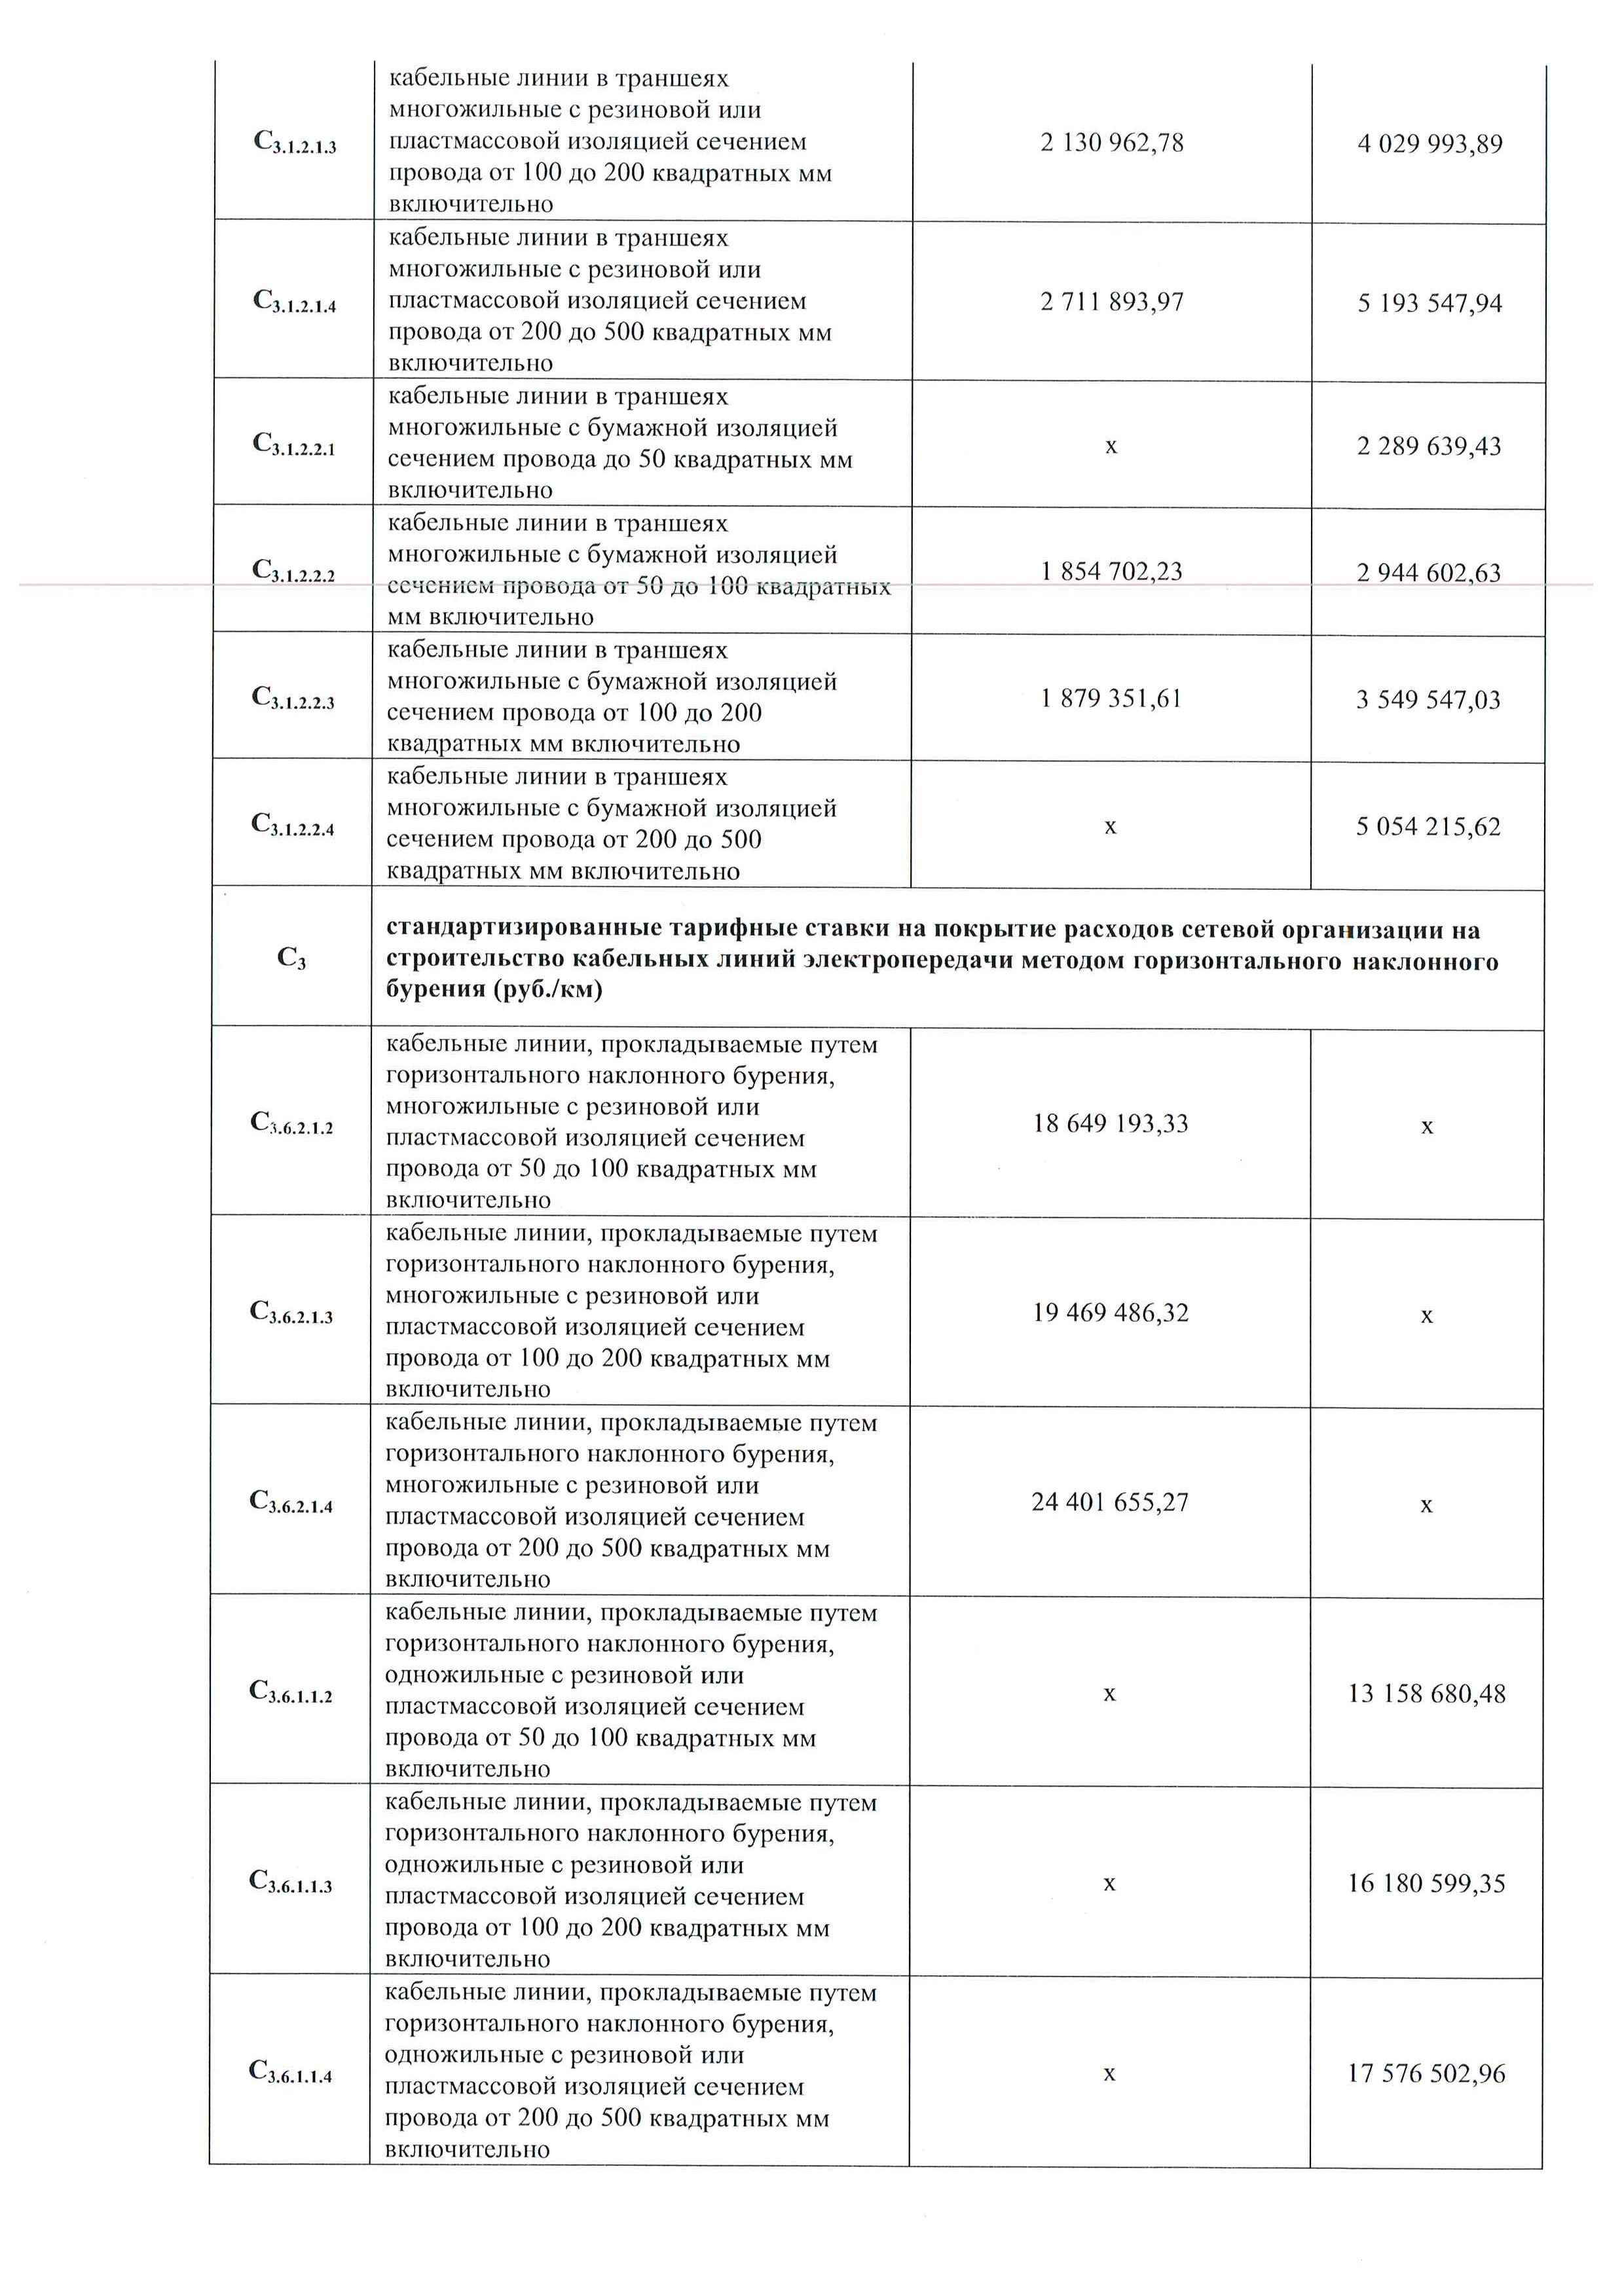 кабельные линии в траншеях
многожильные с резиновой или
С3.1.2.1.3 пластмассовой изоляцией сечением 2 130 962,78 4 029 993,89
провода от 100 до 200 квадратных мм
включительно
кабельные линии в траншеях
многожильные с резиновой или
С3.1.2.1.4 пластмассовой изоляцией сечением 2 711 893,97 5 193 547,94
провода от 200 до 500 квадратных мм
включительно
кабельные линии в траншеях
многожильные с бумажной изоляцией
С3.1.2.2.1 сечением провода до 50 квадратных мм х 2 289 639,43
включительно
кабельные линии в траншеях
многожильные с бумажной изоляцией
С3.1.2.2.2 сечением провода от 50 до 100 квадратных 1 854 702,23 2 944 602,63
мм включительно
кабельные линии в траншеях
многожильные с бумажной изоляцией
С3.1.2.2.3 сечением провода от 100 до 200 1 879 351,61 3 549 547,03
квадратных мм включительно
кабельные линии в траншеях
многожильные с бумажной изоляцией
С3.1.2.2.4 сечением провода от 200 до 500 х 5 054 215,62
квадратных мм включительно
стандартизированные тарифные ставки на покрытие расходов сетевой организации на
С3 строительство кабельных линий электропередачи методом горизонтального наклонного
бурения (руб./км)
кабельные линии, прокладываемые путем
горизонтального наклонного бурения,
С3.6.2.1.2 многожильные с резиновой или 18 649 193,33 х
пластмассовой изоляцией сечением
провода от 50 до 100 квадратных мм
включительно
кабельные линии, прокладываемые путем
горизонтального наклонного бурения,
С3.6.2.1.3 многожильные с резиновой или 19 469 486,32 х
пластмассовой изоляцией сечением
провода от 100 до 200 квадратных мм
включительно
кабельные линии, прокладываемые путем
горизонтального наклонного бурения,
С3.6.2.1.4 многожильные с резиновой или 24 401 655,27 х
пластмассовой изоляцией сечением
провода от 200 до 500 квадратных мм
включительно
кабельные линии, прокладываемые путем
горизонтального наклонного бурения,
С3.6.1.1.2 одножильные с резиновой или х 13 158 680,48
пластмассовой изоляцией сечением
провода от 50 до 100 квадратных мм
включительно
кабельные линии, прокладываемые путем
горизонтального наклонного бурения,
С3.6.1.1.3 одножильные с резиновой или х 16 180 599,35
пластмассовой изоляцией сечением
провода от 100 до 200 квадратных мм
включительно
кабельные линии, прокладываемые путем
горизонтального наклонного бурения,
С3.6.1.1.4 одножильные с резиновой или х 17 576 502,96
пластмассовой изоляцией сечением
провода от 200 до 500 квадратных мм
включительно